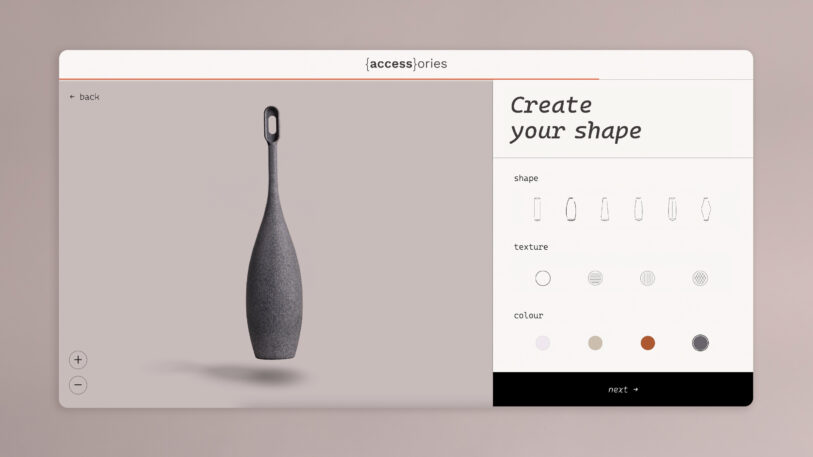 {access}ories
← back
Create
your shape
shape
texture
colour
+
−
next →